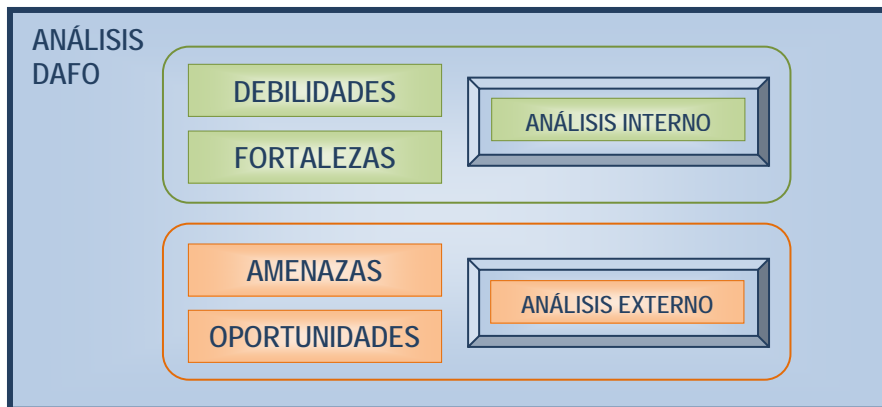 ANÁLISIS
DAFO
DEBILIDADES
FORTALEZAS
ANÁLISIS INTERNO
AMENAZAS
OPORTUNIDADES
ANÁLISIS EXTERNO